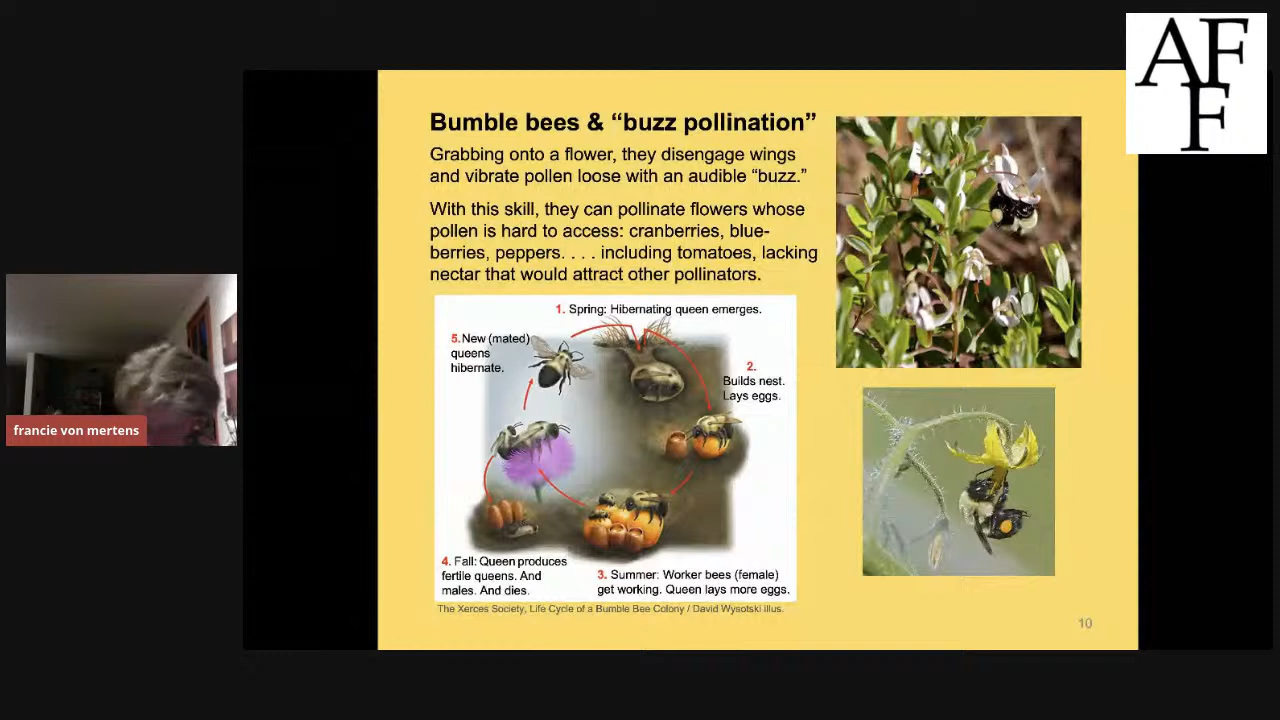 AF
F
Bumble bees & “buzz pollination”
Grabbing onto a flower, they disengage wings
and vibrate pollen loose with an audible “buzz.”
With this skill, they can pollinate flowers whose
pollen is hard to access: cranberries, blue-
berries, peppers. . . . including tomatoes, lacking
nectar that would attract other pollinators.
1. Spring: Hibernating queen emerges.
5. New (mated)
queens
hibernate.
2.
Builds nest.
Lays eggs.
4. Fall: Queen produces
fertile queens. And
males. And dies.
3. Summer: Worker bees (female)
get working. Queen lays more eggs.
The Xerces Society, Life Cycle of a Bumble Bee Colony / David Wysotski illus.
10
francie von mertens